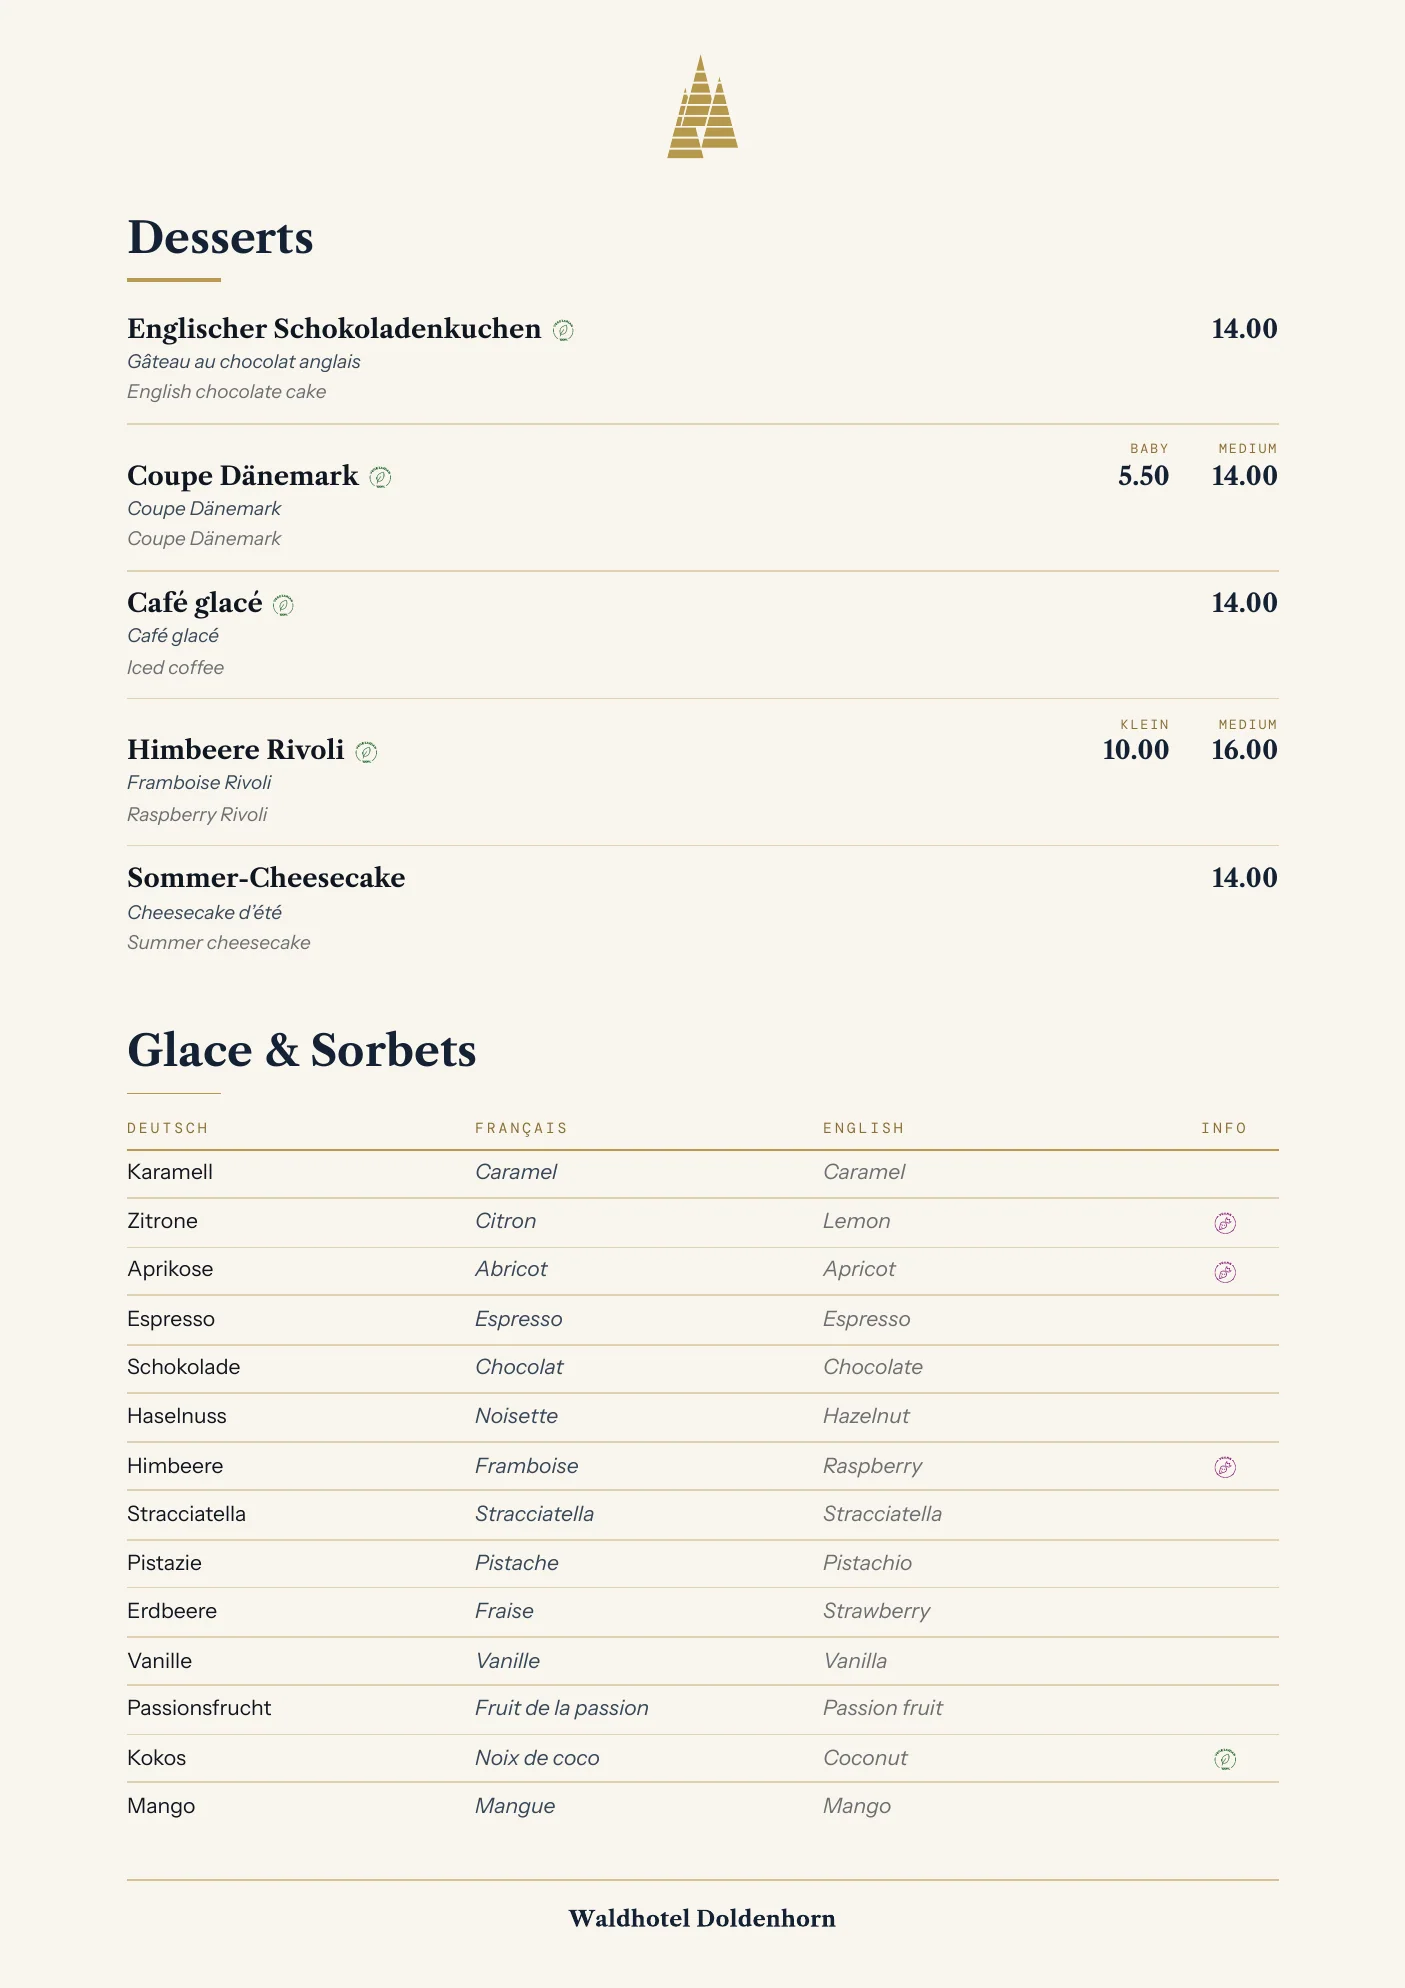 Desserts
Englischer Schokoladenkuchen 14.00
Gâteau au chocolat anglais
English chocolate cake
BABY MEDIUM
Coupe Dänemark 5.50 14.00
Coupe Dänemark
Coupe Dänemark
Café glacé 14.00
Café glacé
Iced coffee
KLEIN MEDIUM
Himbeere Rivoli 10.00 16.00
Framboise Rivoli
Raspberry Rivoli
Sommer-Cheesecake 14.00
Cheesecake d’été
Summer cheesecake
Glace & Sorbets
DEUTSCH FRANÇAIS ENGLISH INFO
Karamell Caramel Caramel
Zitrone Citron Lemon
Aprikose Abricot Apricot
Espresso Espresso Espresso
Schokolade Chocolat Chocolate
Haselnuss Noisette Hazelnut
Himbeere Framboise Raspberry
Stracciatella Stracciatella Stracciatella
Pistazie Pistache Pistachio
Erdbeere Fraise Strawberry
Vanille Vanille Vanilla
Passionsfrucht Fruit de la passion Passion fruit
Kokos Noix de coco Coconut
Mango Mangue Mango
Waldhotel Doldenhorn